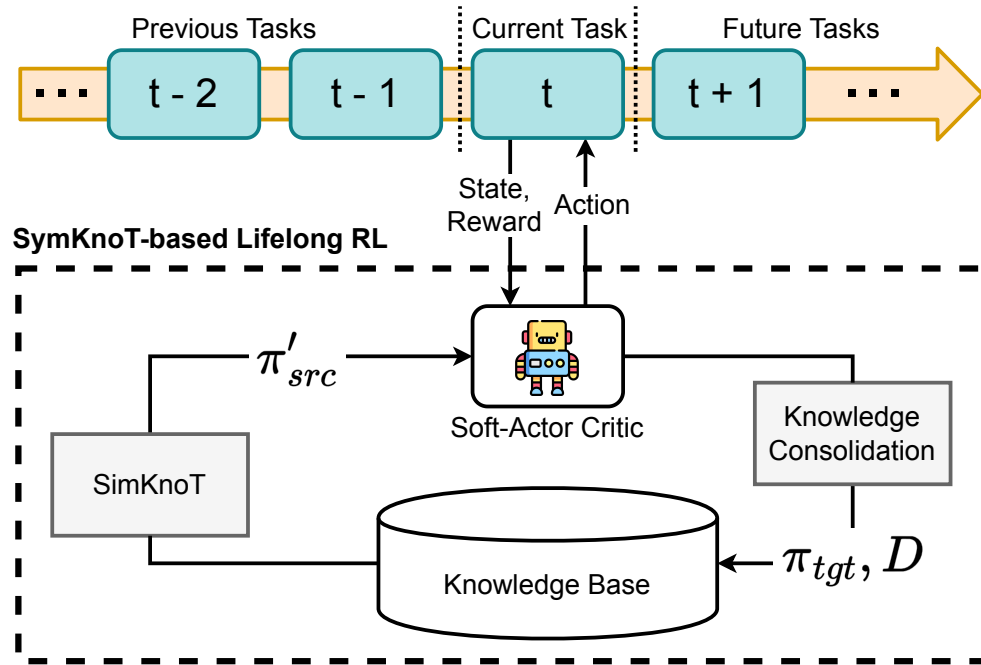 Previous Tasks
Current Task
Future Tasks
...
t - 2
t - 1
t
t + 1
...
State,
Reward
Action
SymKnoT-based Lifelong RL
π'src
Soft-Actor Critic
Knowledge
Consolidation
SimKnoT
Knowledge Base
πtgt, D